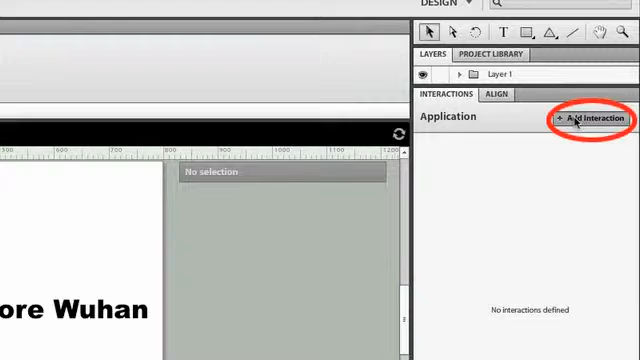 DESIGN
T
LAYERS PROJECT LIBRARY
Layer 1
INTERACTIONS ALIGN
Application + Add Interaction
600 700 800 900 1000 1100 1200
No selection
ore Wuhan
No interactions defined